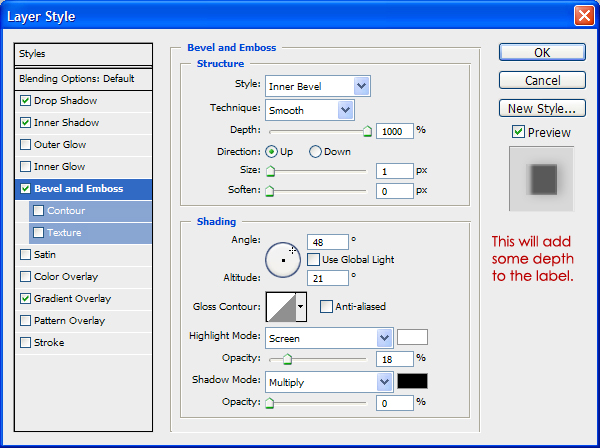 Layer Style
Styles
Blending Options: Default
Drop Shadow
Inner Shadow
Outer Glow
Inner Glow
Bevel and Emboss
Contour
Texture
Satin
Color Overlay
Gradient Overlay
Pattern Overlay
Stroke
Bevel and Emboss
Structure
Style: Inner Bevel
Technique: Smooth
Depth: 1000 %
Direction: Up Down
Size: 1 px
Soften: 0 px
Shading
Angle: 48 °
Use Global Light
Altitude: 21 °
Gloss Contour: Anti-aliased
Highlight Mode: Screen
Opacity: 18 %
Shadow Mode: Multiply
Opacity: 0 %
OK
Cancel
New Style...
Preview
This will add
some depth
to the label.